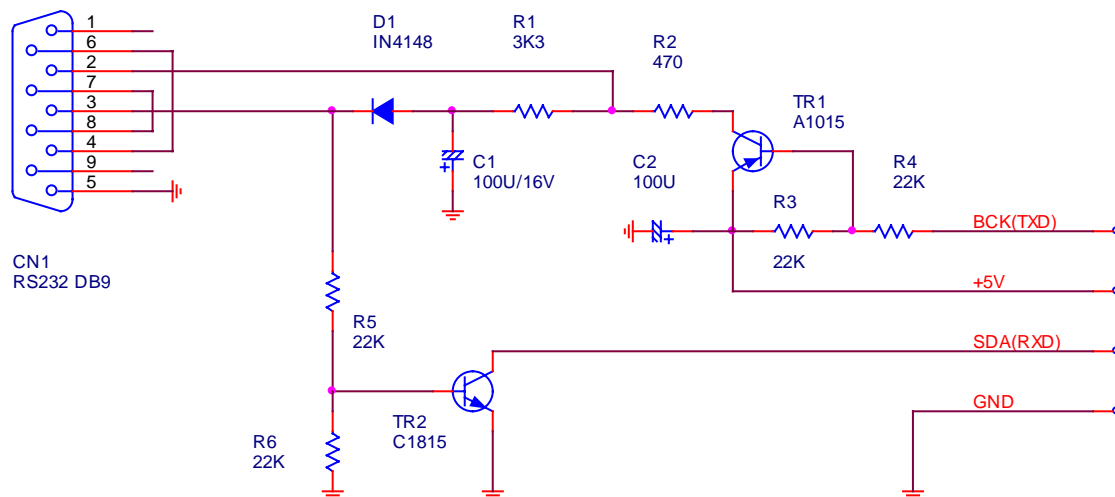 1
6
2
7
3
8
4
9
5
CN1
RS232 DB9
D1
IN4148
R1
3K3
R2
470
TR1
A1015
C1
100U/16V
C2
100U
R3
22K
R4
22K
BCK(TXD)
+5V
SDA(RXD)
GND
R5
22K
TR2
C1815
R6
22K
+
+